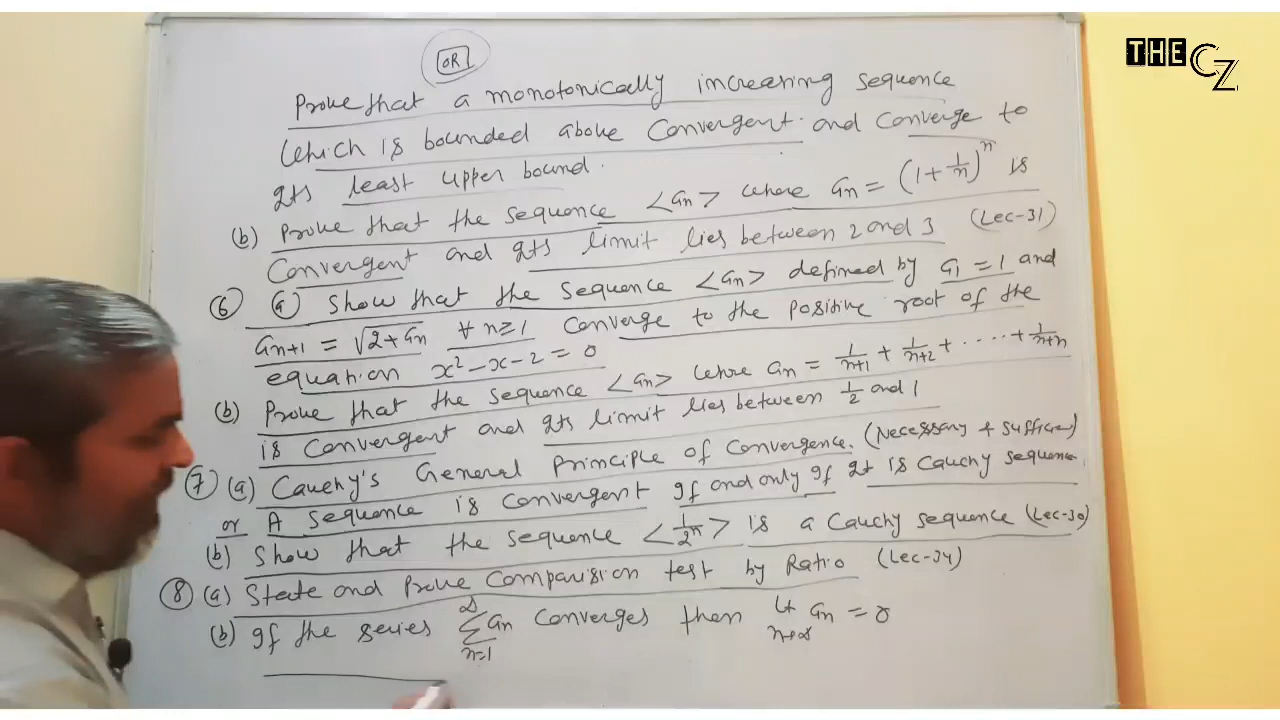 THE CZ
OR
Prove that a monotonically increasing sequence
which is bounded above convergent. and converge to
its least upper bound.
(b) Prove that the sequence <an> where an = (1 + 1/n)^n is
convergent and its limit lies between 2 and 3 (Lec-31)
⑥ (a) Show that the sequence <an> defined by a1 = 1 and
an+1 = √2+an ∀ n≥1 converge to the positive root of the
equation x² - x - 2 = 0
(b) Prove that the sequence <an> where an = 1/n+1 + 1/n+2 + ..... + 1/n+n
is convergent and its limit lies between 1/2 and 1
⑦ (a) Cauchy's General Principle of Convergence. (Necessary & Sufficien)
or A sequence is convergent if and only if it is Cauchy sequence
(b) Show that the sequence <1/2^n> is a Cauchy sequence (Lec-30)
⑧ (a) State and Prove Comparision test by Ratio (Lec-34)
(b) If the series ∞∑n=1 an converges then Lt n→∞ an = 0